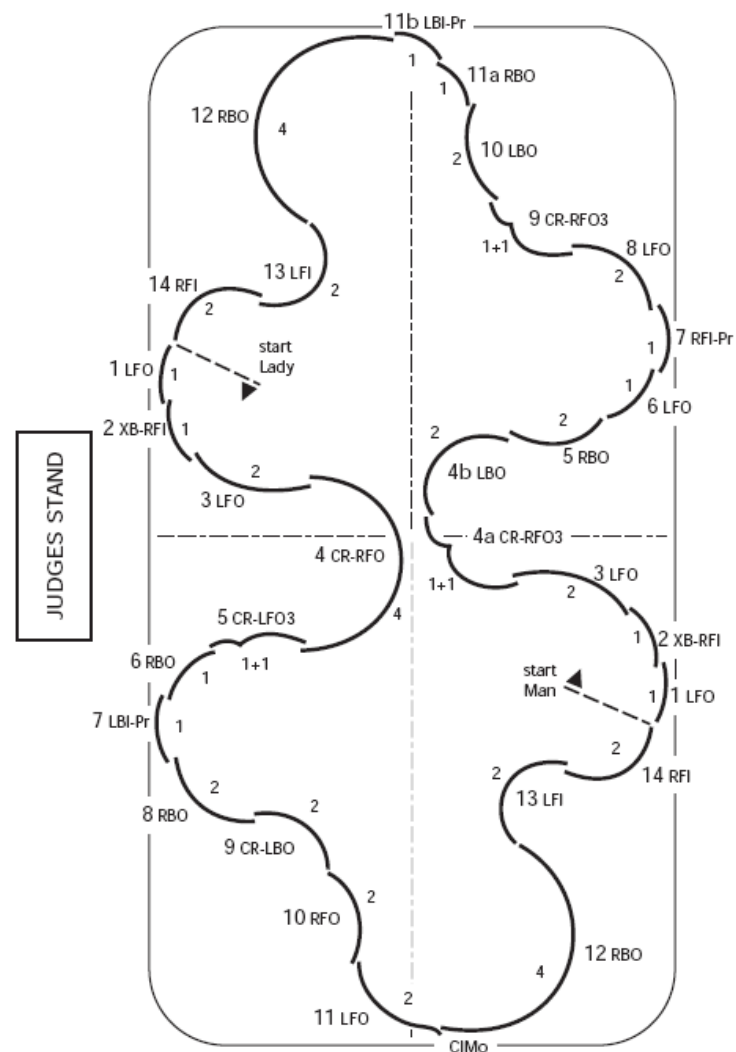 11b LBI-Pr
1
11a RBO
1
12 RBO
4
10 LBO
2
9 CR-RFO3
1+1
8 LFO
2
13 LFI
2
14 RFI
2
7 RFI-Pr
1
start
Lady
1 LFO
1
6 LFO
1
2 XB-RFI
1
5 RBO
2
4b LBO
2
3 LFO
2
JUDGES STAND
4a CR-RFO3
1+1
4 CR-RFO
4
3 LFO
2
5 CR-LFO3
1+1
2 XB-RFI
1
6 RBO
1
start
Man
1 LFO
1
7 LBI-Pr
1
14 RFI
2
13 LFI
2
8 RBO
2
9 CR-LBO
2
10 RFO
2
12 RBO
4
11 LFO
2
ClMo